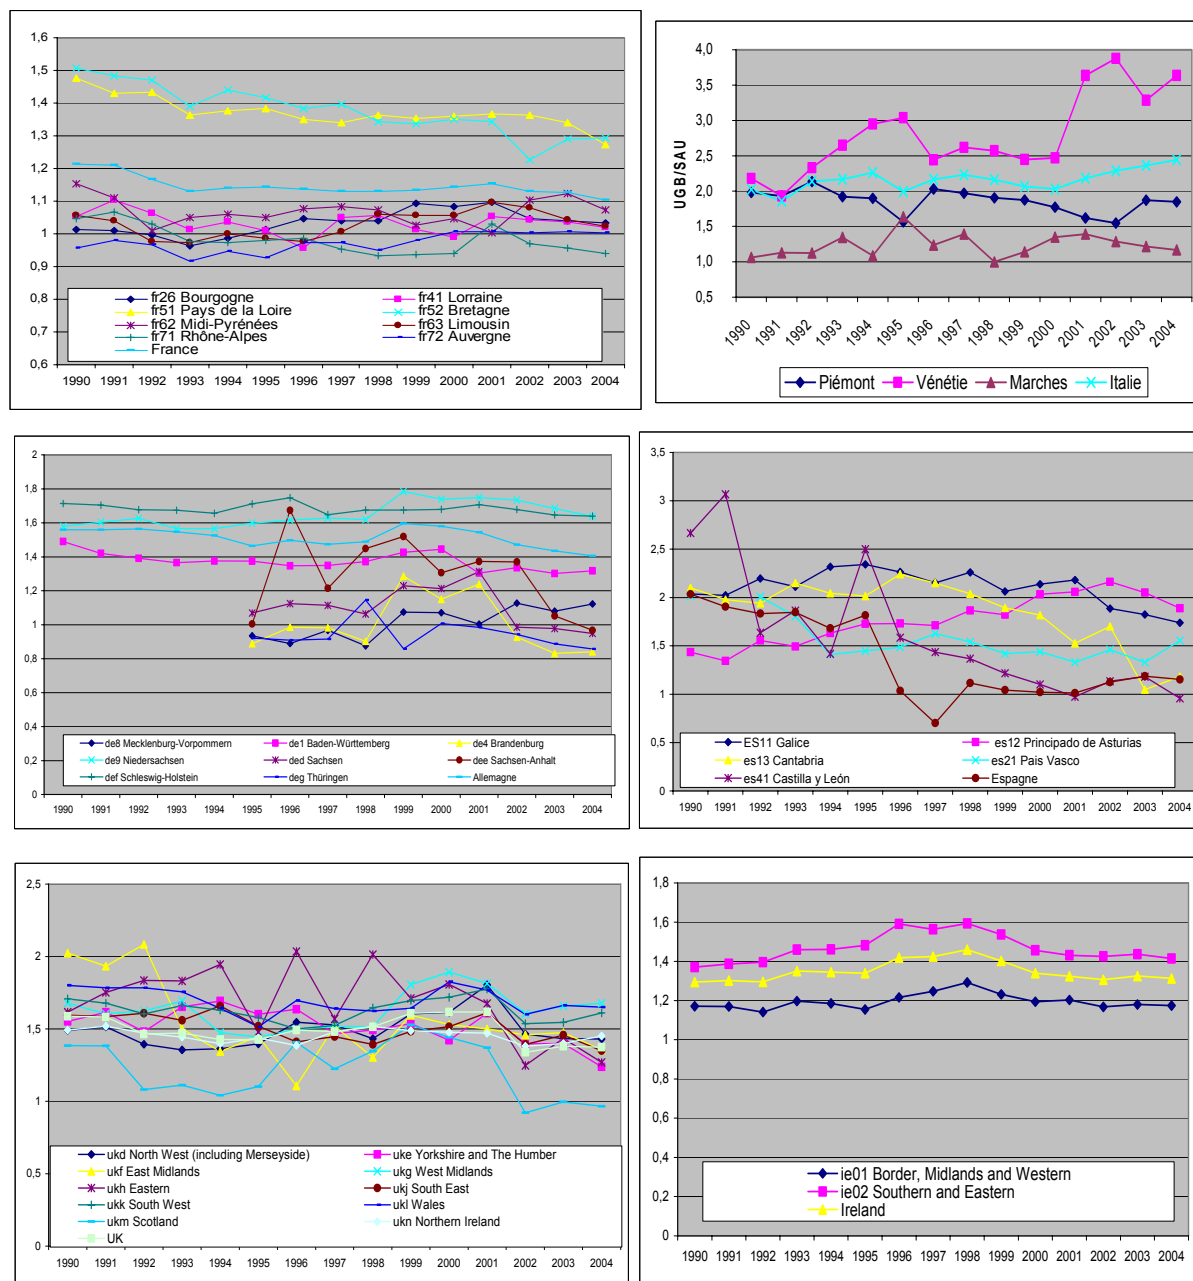 1,6
1,5
1,4
1,3
1,2
1,1
1
0,9
0,8
0,7
0,6
fr26 Bourgogne
fr41 Lorraine
fr51 Pays de la Loire
fr52 Bretagne
fr62 Midi-Pyrénées
fr63 Limousin
fr71 Rhône-Alpes
fr72 Auvergne
France
1990 1991 1992 1993 1994 1995 1996 1997 1998 1999 2000 2001 2002 2003 2004
4,0
3,5
3,0
2,5
2,0
1,5
1,0
0,5
UGB/SAU
1990 1991 1992 1993 1994 1995 1996 1997 1998 1999 2000 2001 2002 2003 2004
Piémont Vénétie Marches Italie
2
1,8
1,6
1,4
1,2
1
0,8
0,6
0,4
0,2
0
de8 Mecklenburg-Vorpommern
de1 Baden-Württemberg
de4 Brandenburg
de9 Niedersachsen
ded Sachsen
dee Sachsen-Anhalt
def Schleswig-Holstein
deg Thüringen
Allemagne
1990 1991 1992 1993 1994 1995 1996 1997 1998 1999 2000 2001 2002 2003 2004
3,5
3
2,5
2
1,5
1
0,5
0
ES11 Galice
es12 Principado de Asturias
es13 Cantabria
es21 Pais Vasco
es41 Castilla y León
Espagne
1990 1991 1992 1993 1994 1995 1996 1997 1998 1999 2000 2001 2002 2003 2004
2,5
2
1,5
1
0,5
0
ukd North West (including Merseyside)
uke Yorkshire and The Humber
ukf East Midlands
ukg West Midlands
ukh Eastern
ukj South East
ukk South West
ukl Wales
ukm Scotland
ukn Northern Ireland
UK
1990 1991 1992 1993 1994 1995 1996 1997 1998 1999 2000 2001 2002 2003 2004
1,8
1,6
1,4
1,2
1
0,8
0,6
0,4
0,2
0
ie01 Border, Midlands and Western
ie02 Southern and Eastern
Ireland
1990 1991 1992 1993 1994 1995 1996 1997 1998 1999 2000 2001 2002 2003 2004